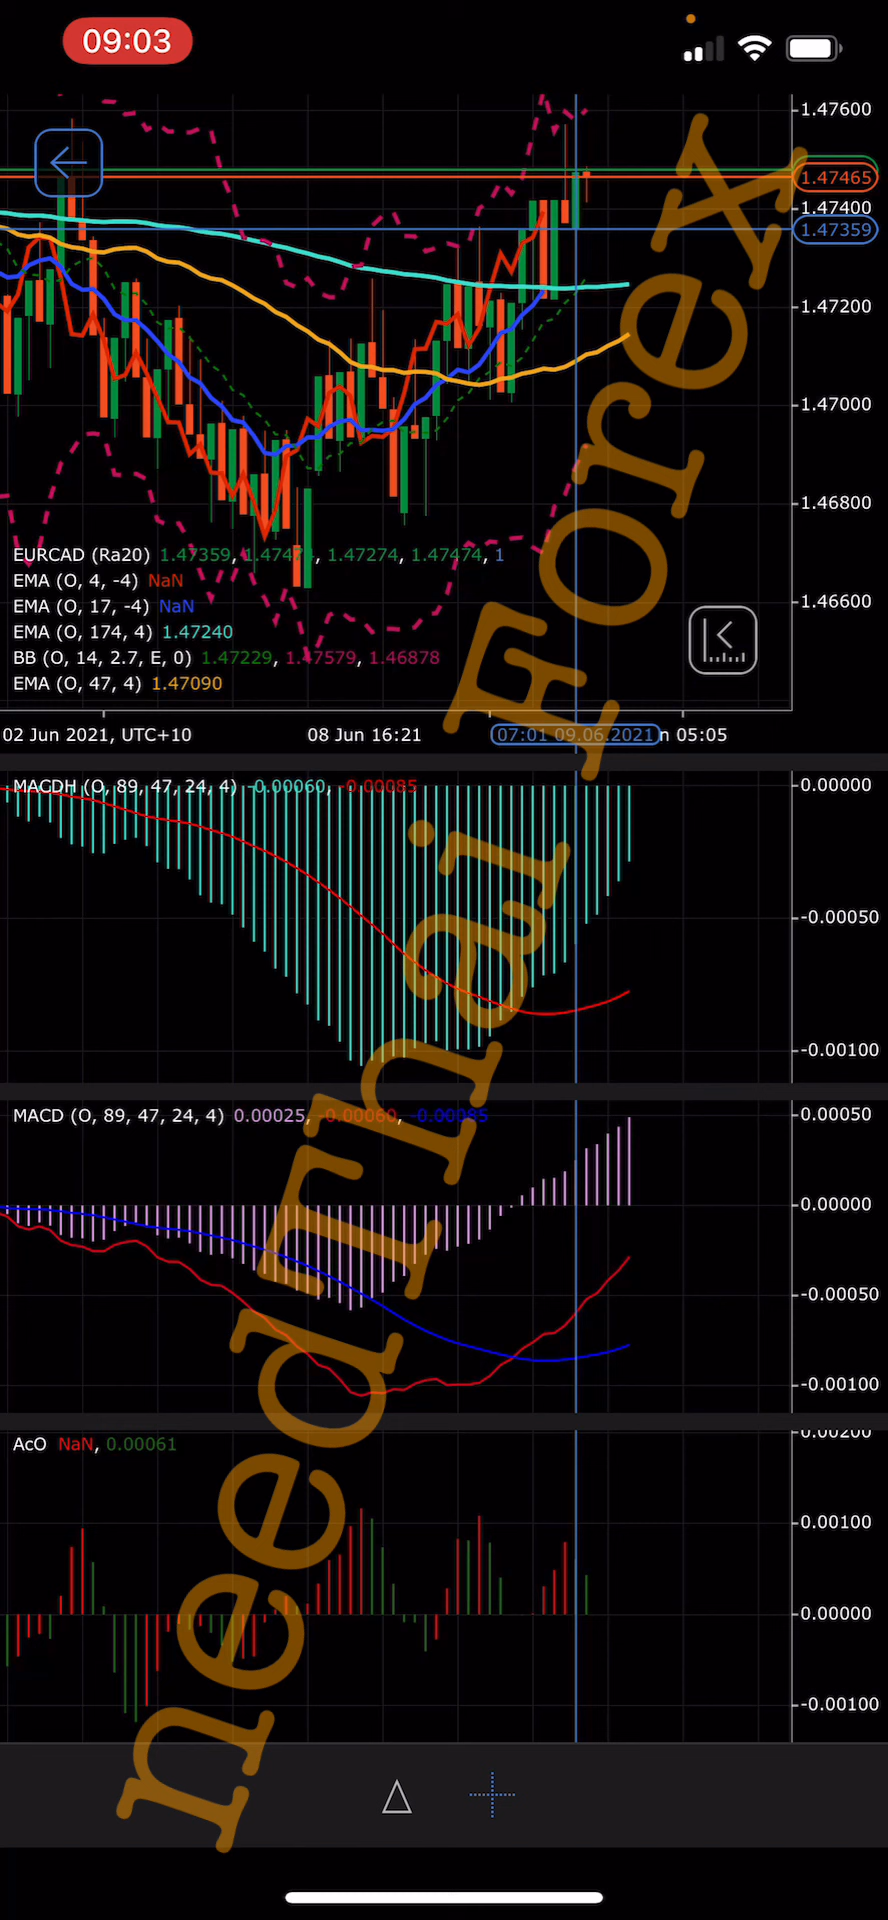 09:03
1.47600
1.47465
1.47400
1.47359
1.47200
1.47000
1.46800
1.46600
EURCAD (Ra20) 1.47359, 1.47474, 1.47274, 1.47474, 1
EMA (O, 4, -4) NaN
EMA (O, 17, -4) NaN
EMA (O, 174, 4) 1.47240
BB (O, 14, 2.7, E, 0) 1.47229, 1.47579, 1.46878
EMA (O, 47, 4) 1.47090
02 Jun 2021, UTC+10 08 Jun 16:21 07:01 09.06.2021 n 05:05
MACDH (O, 89, 47, 24, 4) -0.00060, -0.00085
0.00000
-0.00050
-0.00100
MACD (O, 89, 47, 24, 4) 0.00025, -0.00060, -0.00085
0.00050
0.00000
-0.00050
-0.00100
AcO NaN, 0.00061
0.00200
0.00100
0.00000
-0.00100
needThai Forex